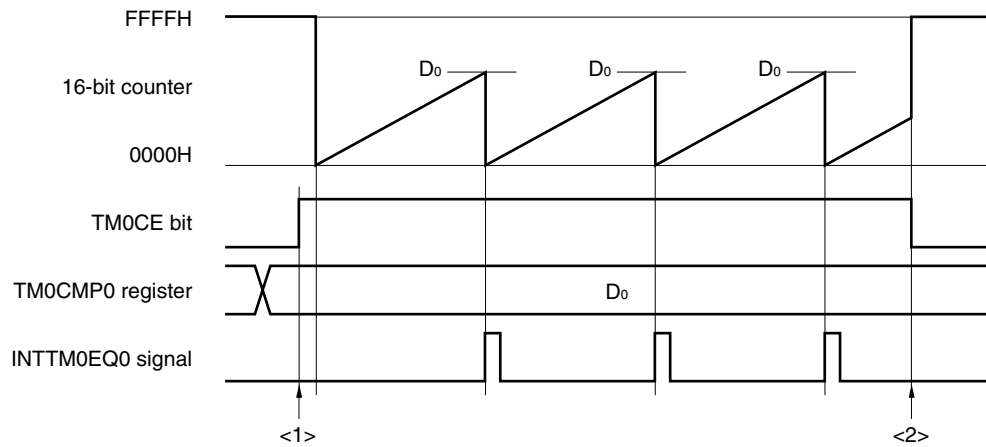 FFFFH
D0 D0 D0
16-bit counter
0000H
TM0CE bit
TM0CMP0 register D0
INTTM0EQ0 signal
<1> <2>